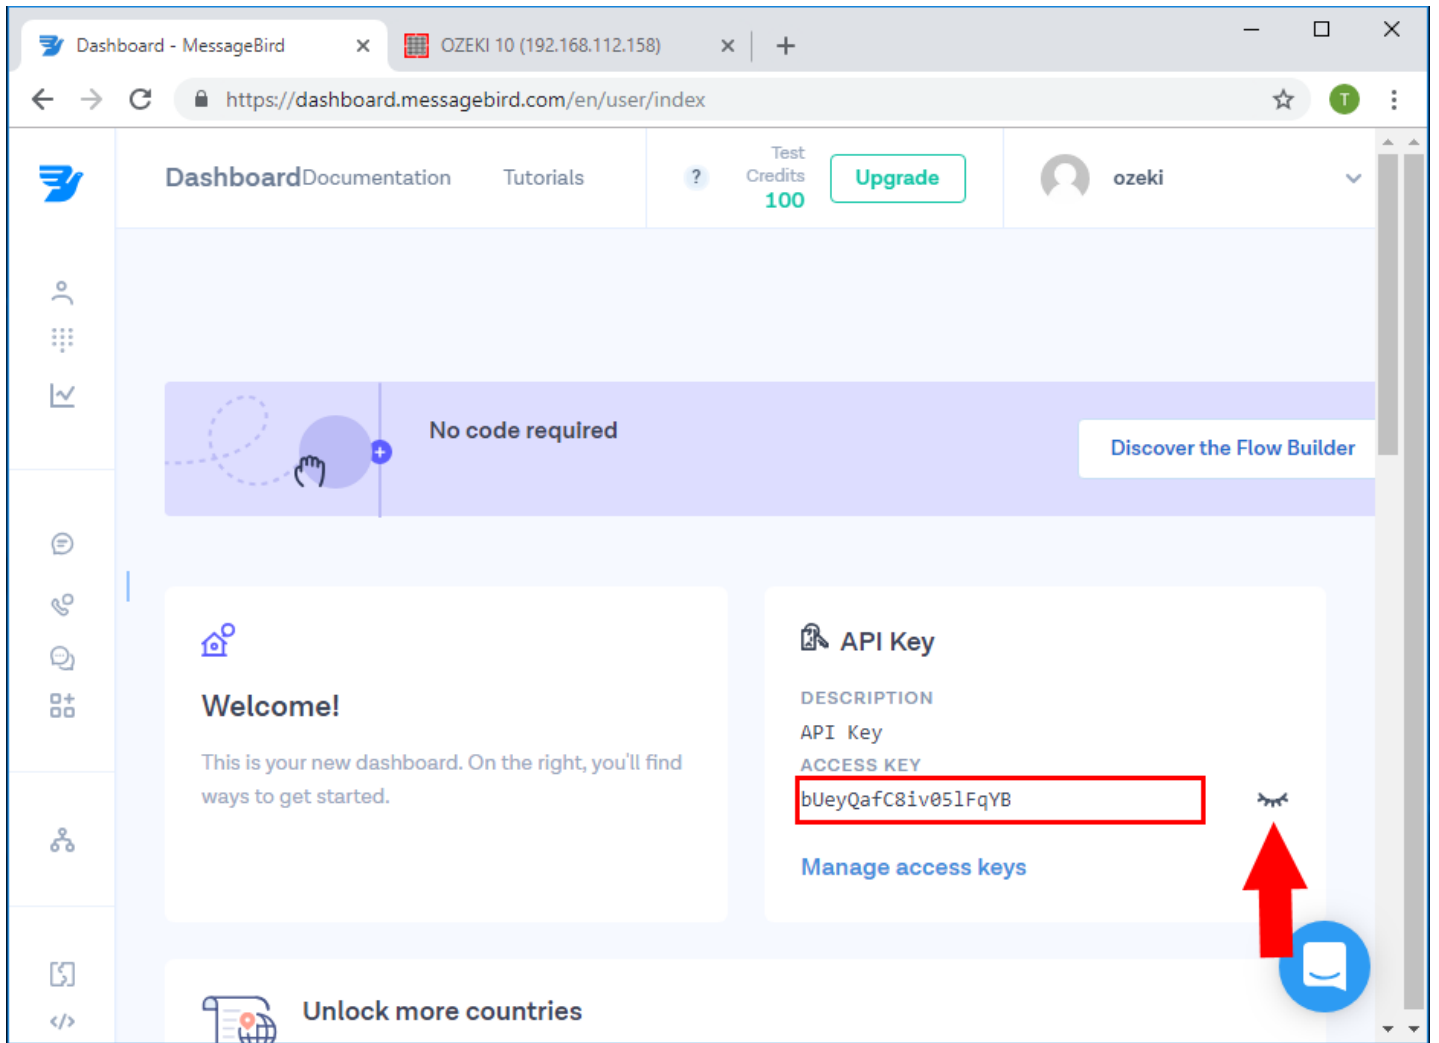 Dashboard - MessageBird
OZEKI 10 (192.168.112.158)
https://dashboard.messagebird.com/en/user/index
T
Dashboard
Documentation
Tutorials
?
Test
Credits
100
Upgrade
ozeki
No code required
Discover the Flow Builder
Welcome!
This is your new dashboard. On the right, you'll find
ways to get started.
API Key
DESCRIPTION
API Key
ACCESS KEY
bUeyQafC8iv05lFqYB
Manage access keys
Unlock more countries